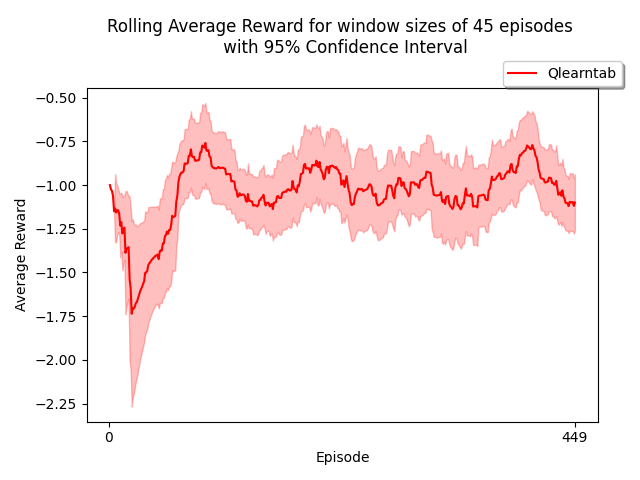 Rolling Average Reward for window sizes of 45 episodes
with 95% Confidence Interval
Qlearntab
−0.50
−0.75
−1.00
−1.25
−1.50
−1.75
−2.00
−2.25
Average Reward
0
449
Episode